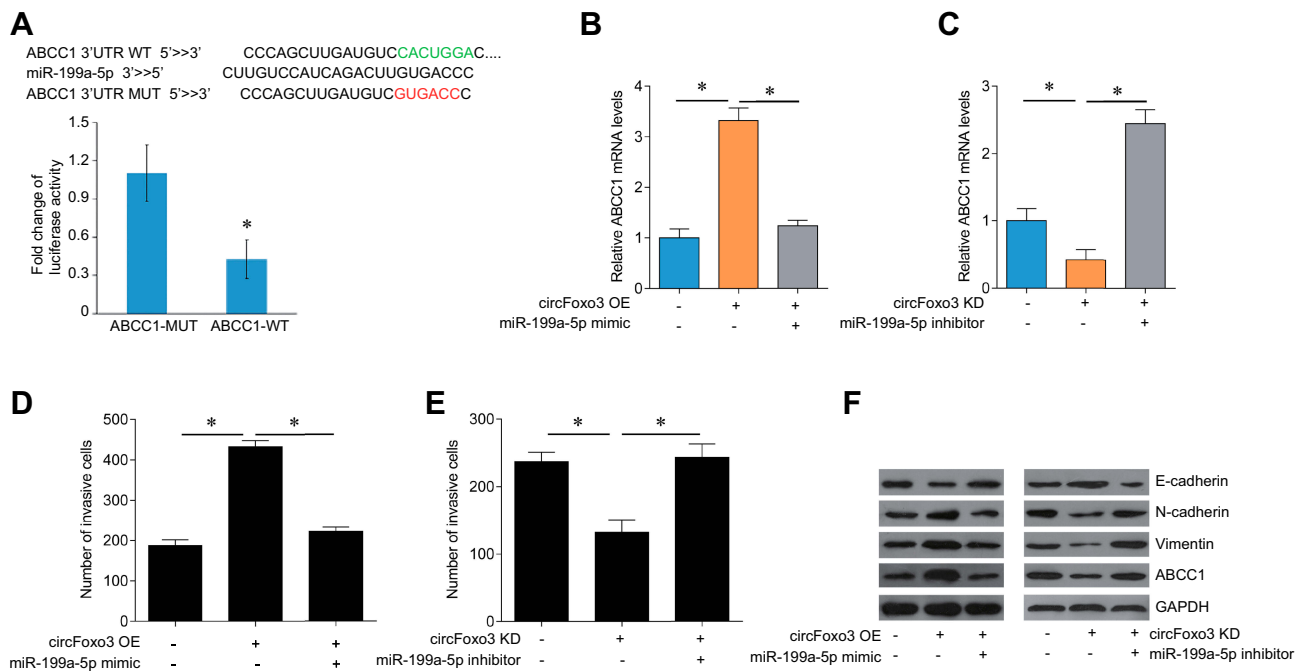 A
ABCC1 3'UTR WT 5'>>3' CCCAGCUUGAUGUCCACUGGAC....
miR-199a-5p 3'>>5' CUUGUCCAUCAGACUUGUGACCC
ABCC1 3'UTR MUT 5'>>3' CCCAGCUUGAUGUCGUGACCC
Fold change of
luciferase activity
1.5
1.2
0.9
0.6
0.3
0
*
ABCC1-MUT ABCC1-WT
B
Relative ABCC1 mRNA levels
4
3
2
1
0
* *
circFoxo3 OE - + +
miR-199a-5p mimic - - +
C
Relative ABCC1 mRNA levels
3
2
1
0
* *
circFoxo3 KD - + +
miR-199a-5p inhibitor - - +
D
Number of invasive cells
500
400
300
200
100
0
* *
circFoxo3 OE - + +
miR-199a-5p mimic - - +
E
Number of invasive cells
300
200
100
0
* *
circFoxo3 KD - + +
miR-199a-5p inhibitor - - +
F
E-cadherin
N-cadherin
Vimentin
ABCC1
GAPDH
circFoxo3 OE - + + - + + circFoxo3 KD
miR-199a-5p mimic - - + - - + miR-199a-5p inhibitor